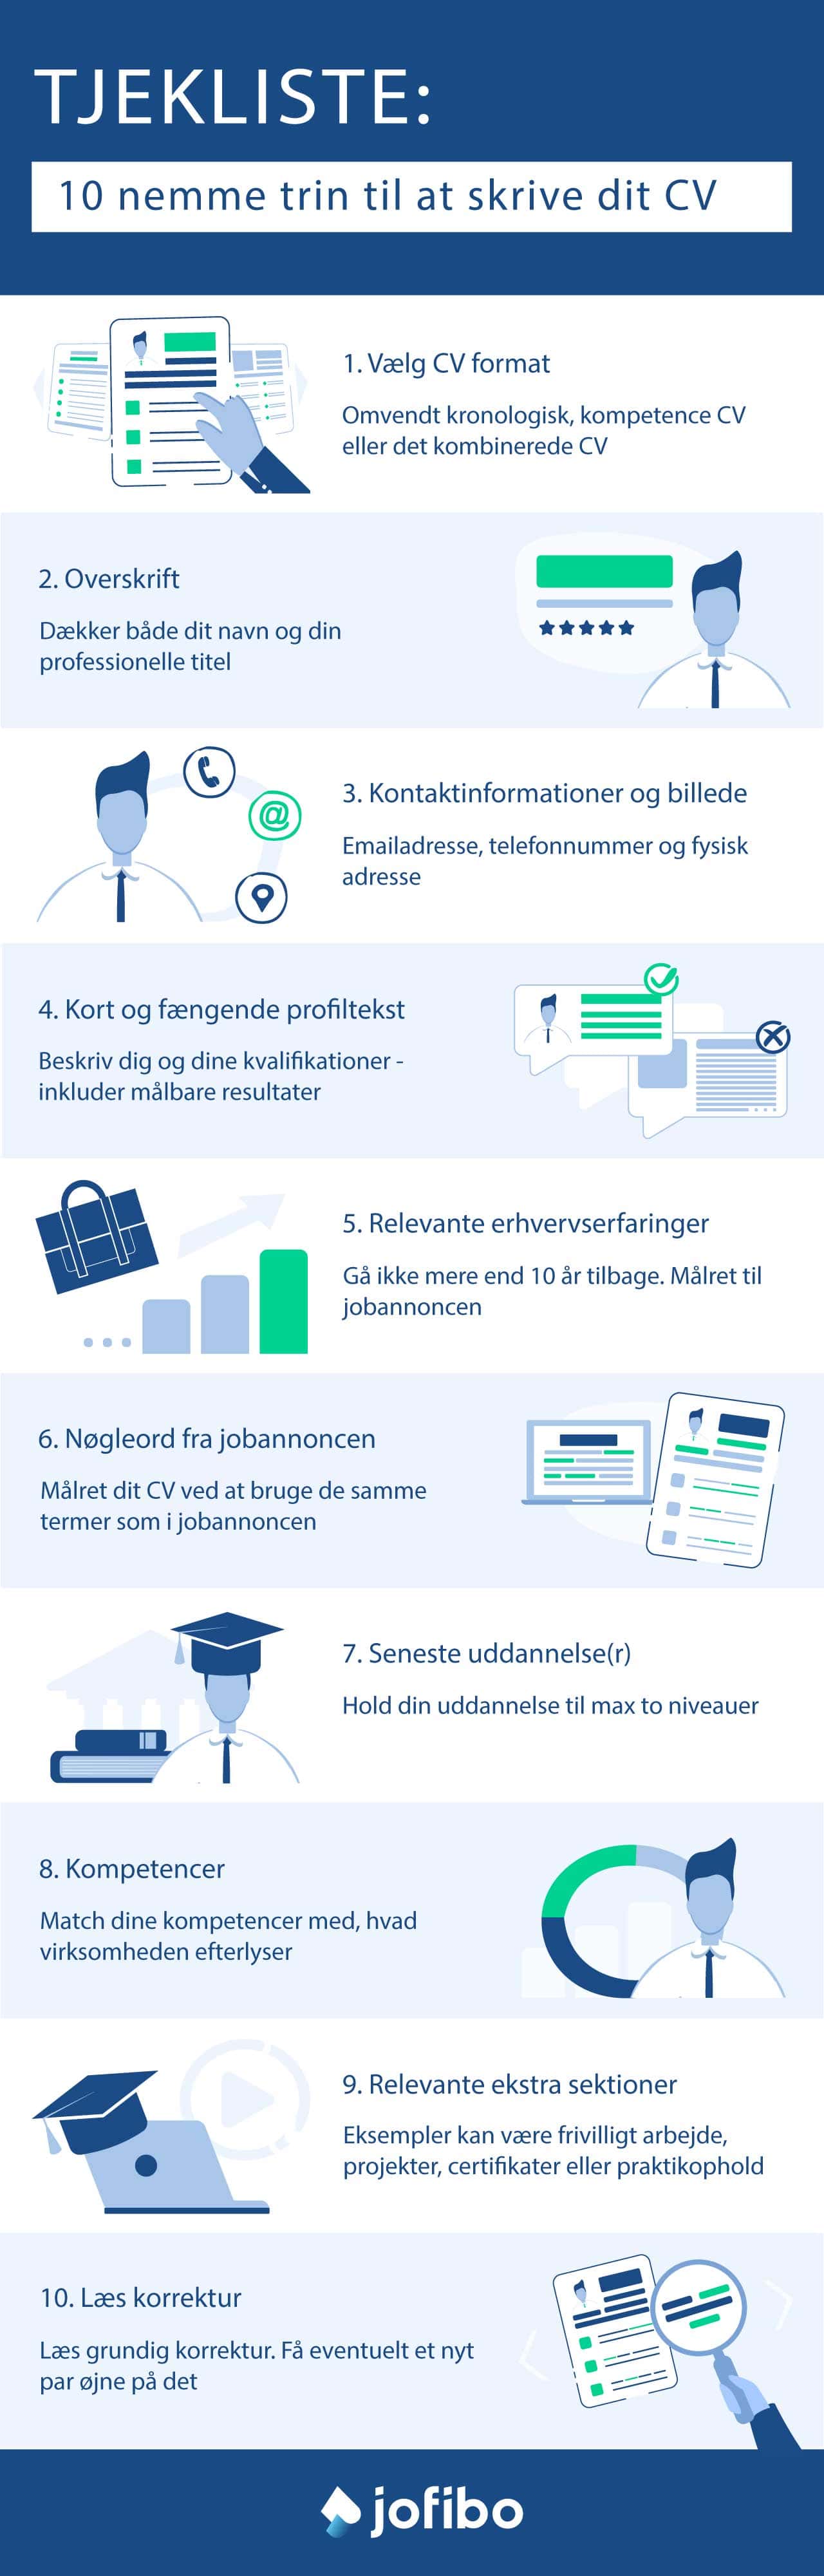 TJEKLISTE:
10 nemme trin til at skrive dit CV
1. Vælg CV format
Omvendt kronologisk, kompetence CV
eller det kombinerede CV
2. Overskrift
Dækker både dit navn og din
professionelle titel
@
3. Kontaktinformationer og billede
Emailadresse, telefonnummer og fysisk
adresse
4. Kort og fængende profiltekst
Beskriv dig og dine kvalifikationer -
inkluder målbare resultater
5. Relevante erhvervserfaringer
Gå ikke mere end 10 år tilbage. Målret til
jobannoncen
6. Nøgleord fra jobannoncen
Målret dit CV ved at bruge de samme
termer som i jobannoncen
7. Seneste uddannelse(r)
Hold din uddannelse til max to niveauer
8. Kompetencer
Match dine kompetencer med, hvad
virksomheden efterlyser
9. Relevante ekstra sektioner
Eksempler kan være frivilligt arbejde,
projekter, certifikater eller praktikophold
10. Læs korrektur
Læs grundig korrektur. Få eventuelt et nyt
par øjne på det
jofibo